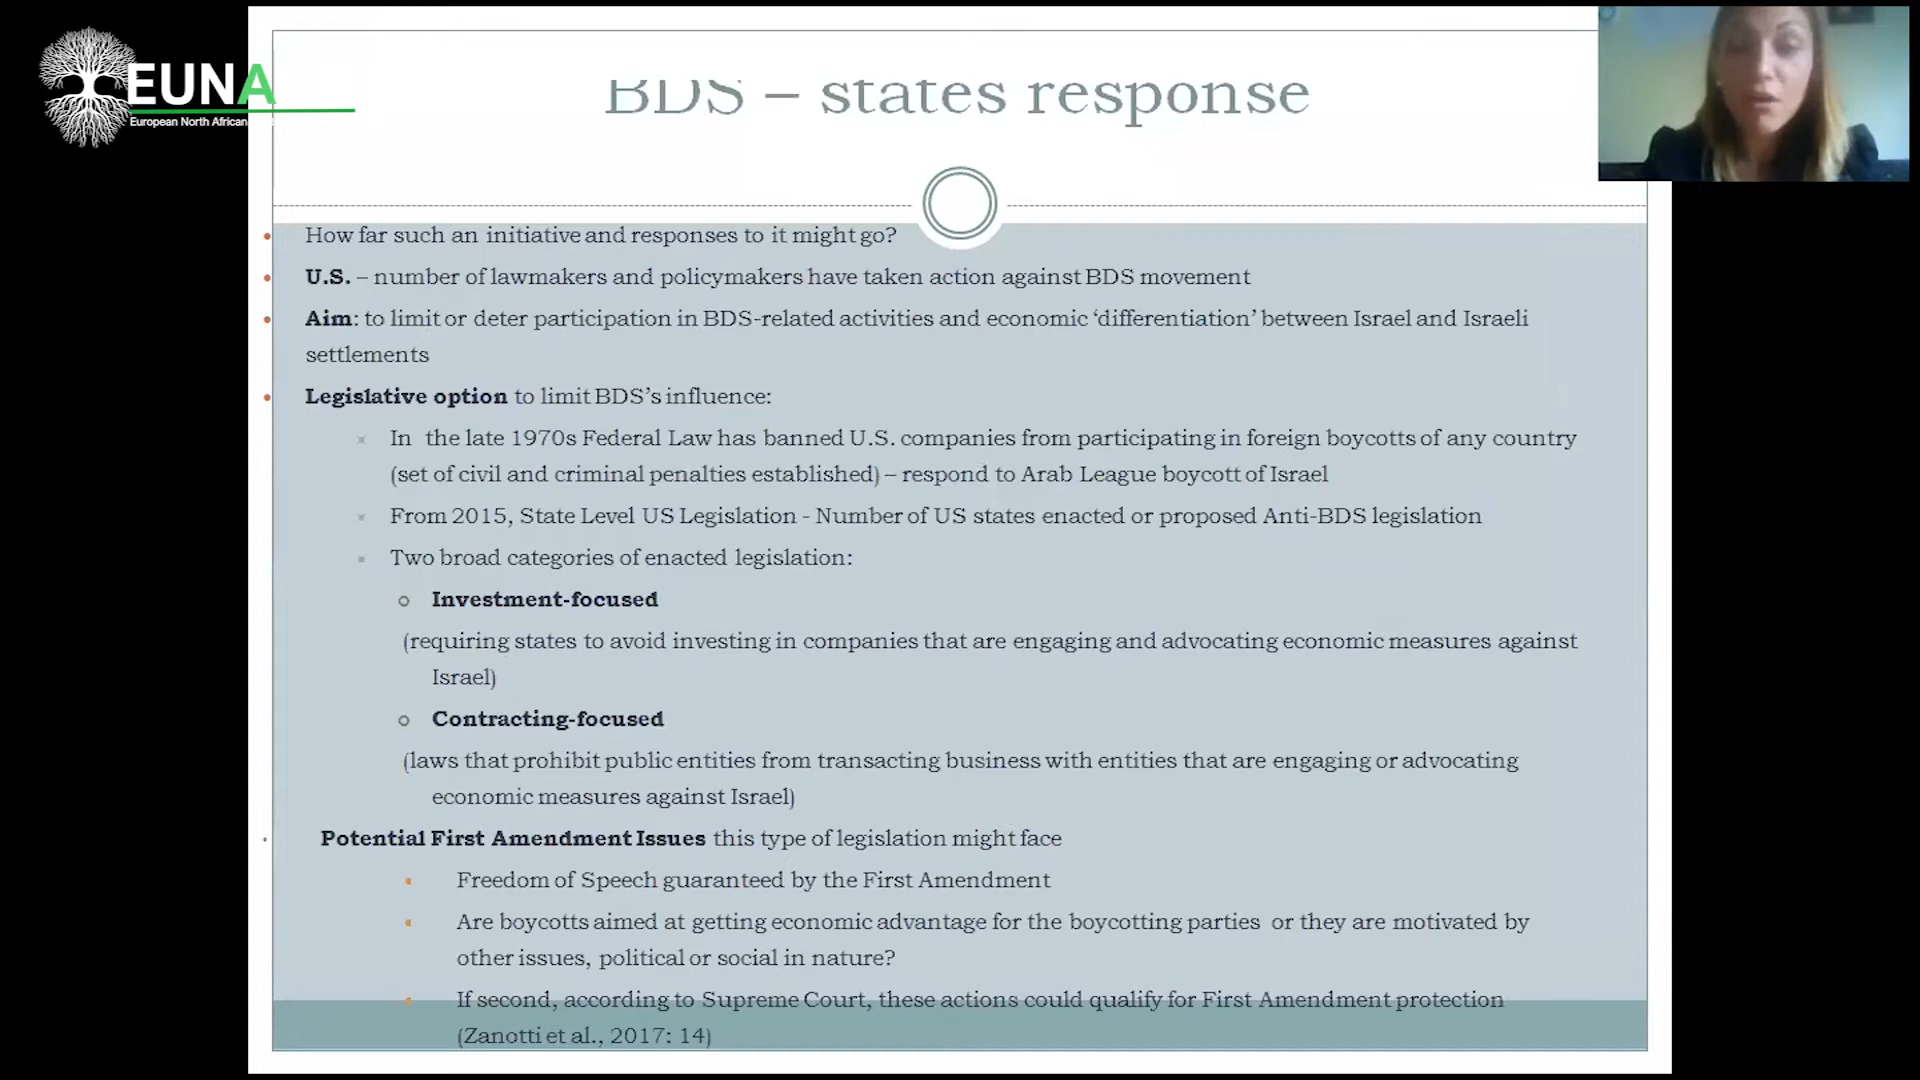 EUNA
European North African
BDS – states response
How far such an initiative and responses to it might go?
U.S. – number of lawmakers and policymakers have taken action against BDS movement
Aim: to limit or deter participation in BDS-related activities and economic ‘differentiation’ between Israel and Israeli
settlements
Legislative option to limit BDS’s influence:
In the late 1970s Federal Law has banned U.S. companies from participating in foreign boycotts of any country
(set of civil and criminal penalties established) – respond to Arab League boycott of Israel
From 2015, State Level US Legislation - Number of US states enacted or proposed Anti-BDS legislation
Two broad categories of enacted legislation:
Investment-focused
(requiring states to avoid investing in companies that are engaging and advocating economic measures against
Israel)
Contracting-focused
(laws that prohibit public entities from transacting business with entities that are engaging or advocating
economic measures against Israel)
Potential First Amendment Issues this type of legislation might face
Freedom of Speech guaranteed by the First Amendment
Are boycotts aimed at getting economic advantage for the boycotting parties or they are motivated by
other issues, political or social in nature?
If second, according to Supreme Court, these actions could qualify for First Amendment protection
(Zanotti et al., 2017: 14)